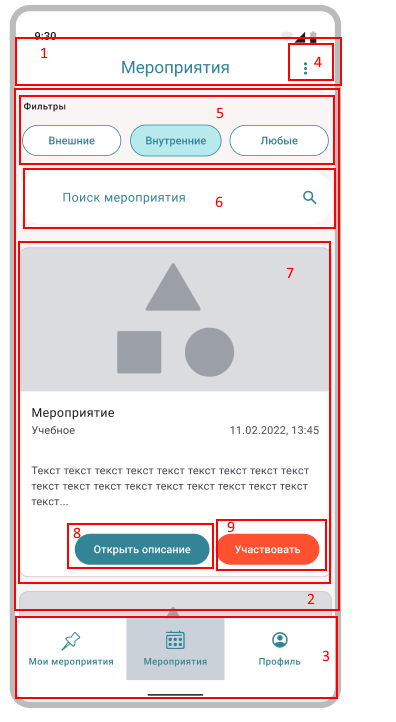 9:30
1
Мероприятия
4
Фильтры
5
Внешние
Внутренние
Любые
Поиск мероприятия
6
7
Мероприятие
Учебное
11.02.2022, 13:45
Текст текст текст текст текст текст текст текст текст
текст текст текст текст текст текст текст текст текст
текст...
8
Открыть описание
9
Участвовать
2
Мои мероприятия
Мероприятия
Профиль
3